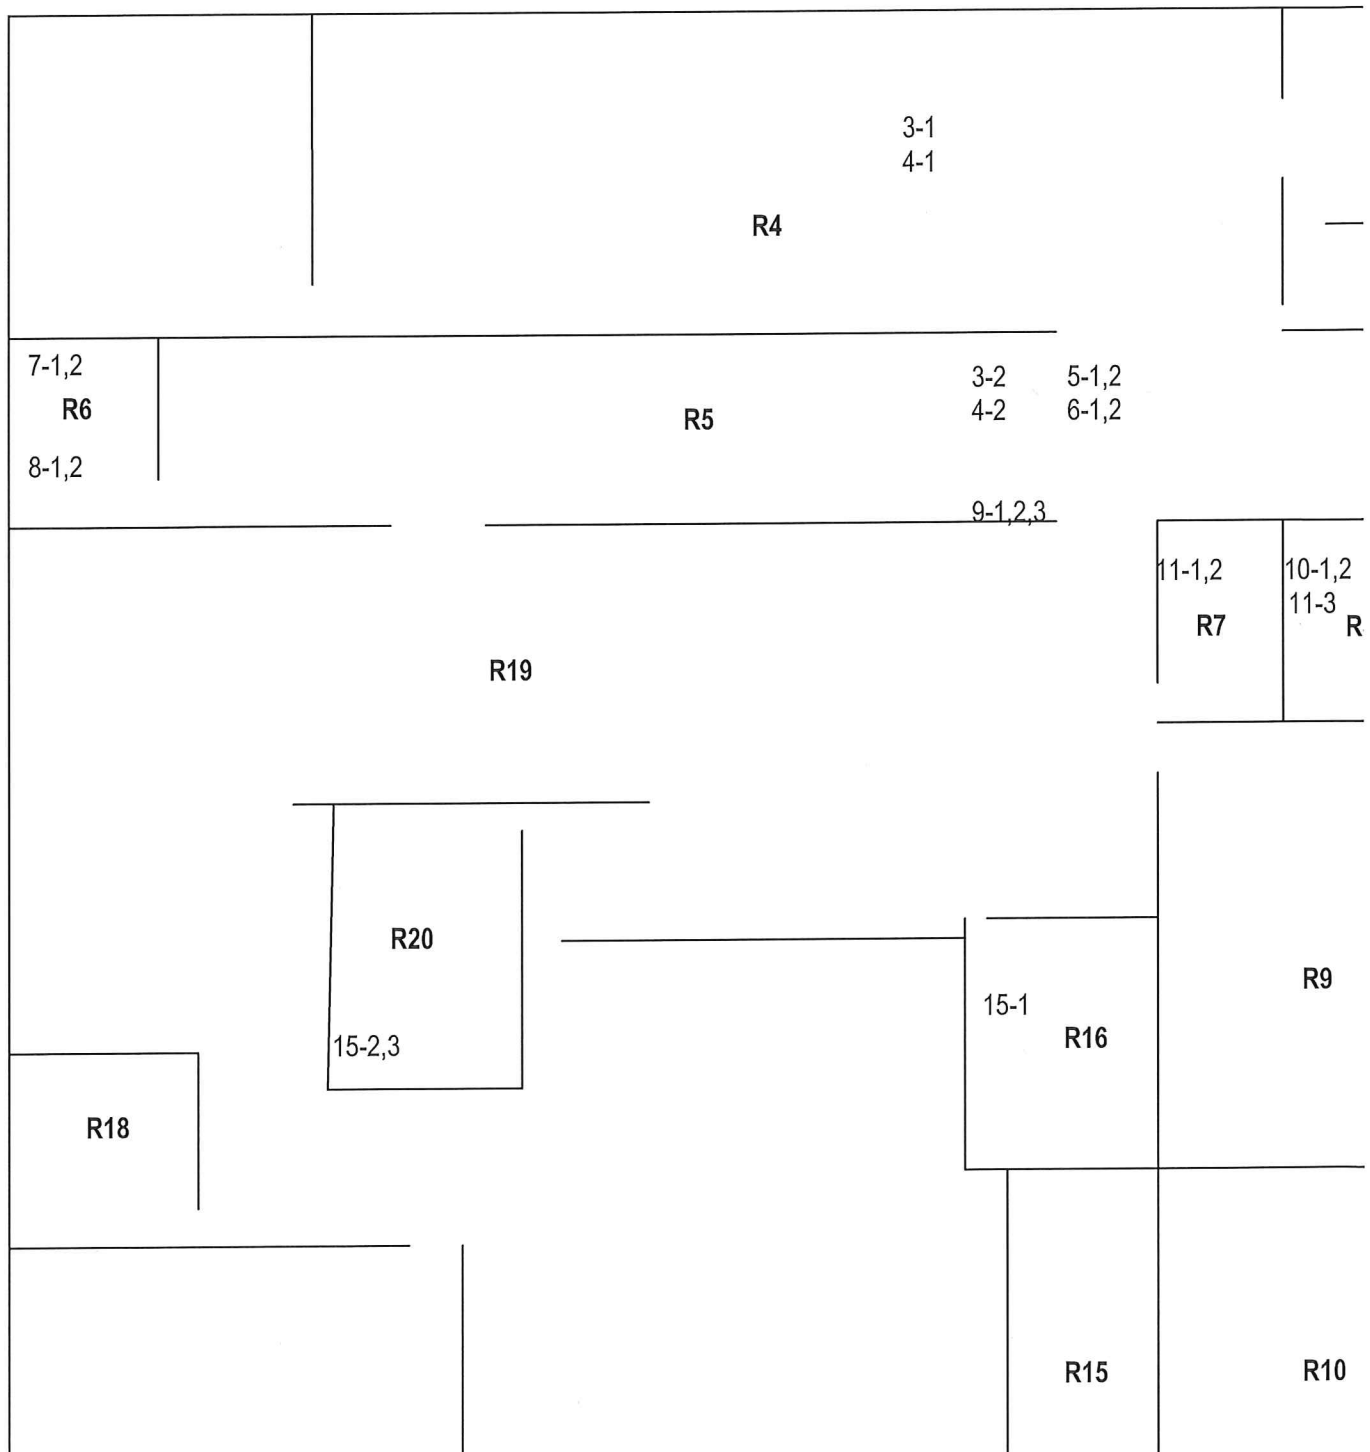 3-1
4-1
R4
7-1,2
R6
8-1,2
R5
3-2
4-2
5-1,2
6-1,2
9-1,2,3
11-1,2
R7
10-1,2
11-3
R
R19
R20
15-2,3
R9
15-1
R16
R18
R15
R10